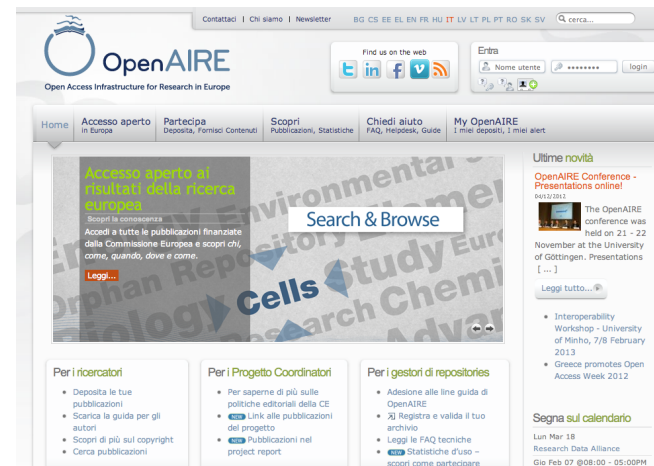 Contattaci | Chi siamo | Newsletter
BG CS EE EL EN FR HU IT LV LT PL PT RO SK SV
cerca...
OpenAIRE
Open Access Infrastructure for Research in Europe
Find us on the web
Entra
Nome utente
login
Home
Accesso aperto
in Europa
Partecipa
Deposita, Fornisci Contenuti
Scopri
Pubblicazioni, Statistiche
Chiedi aiuto
FAQ, Helpdesk, Guide
My OpenAIRE
I miei depositi, I miei alert
Accesso aperto ai
risultati della ricerca
europea
Scopri la conoscenza
Accedi a tutte le pubblicazioni finanziate
dalla Commissione Europea e scopri chi,
come, quando, dove e come.
Leggi...
Environmental
Search & Browse
Repository
Study
Orphan
Cells
Chemi
Biology
Research
Advan
Ultime novità
OpenAIRE Conference -
Presentations online!
04/12/2012
The OpenAIRE
conference was
held on 21 - 22
November at the University
of Göttingen. Presentations
[ ... ]
Leggi tutto...
Interoperability
Workshop - University
of Minho, 7/8 February
2013
Greece promotes Open
Access Week 2012
Per i ricercatori
Deposita le tue
pubblicazioni
Scarica la guida per gli
autori
Scopri di più sul copyright
Cerca pubblicazioni
Per i Progetto Coordinatori
Per saperne di più sulle
politiche editoriali della CE
NEW Link alle pubblicazioni
del progetto
NEW Pubblicazioni nel
project report
Per i gestori di repositories
Adesione alle line guida di
OpenAIRE
Registra e valida il tuo
archivio
Leggi le FAQ tecniche
NEW Statistiche d'uso –
scopri come partecipare
Segna sul calendario
Lun Mar 18
Research Data Alliance
Gio Feb 07 @08:00 - 05:00PM